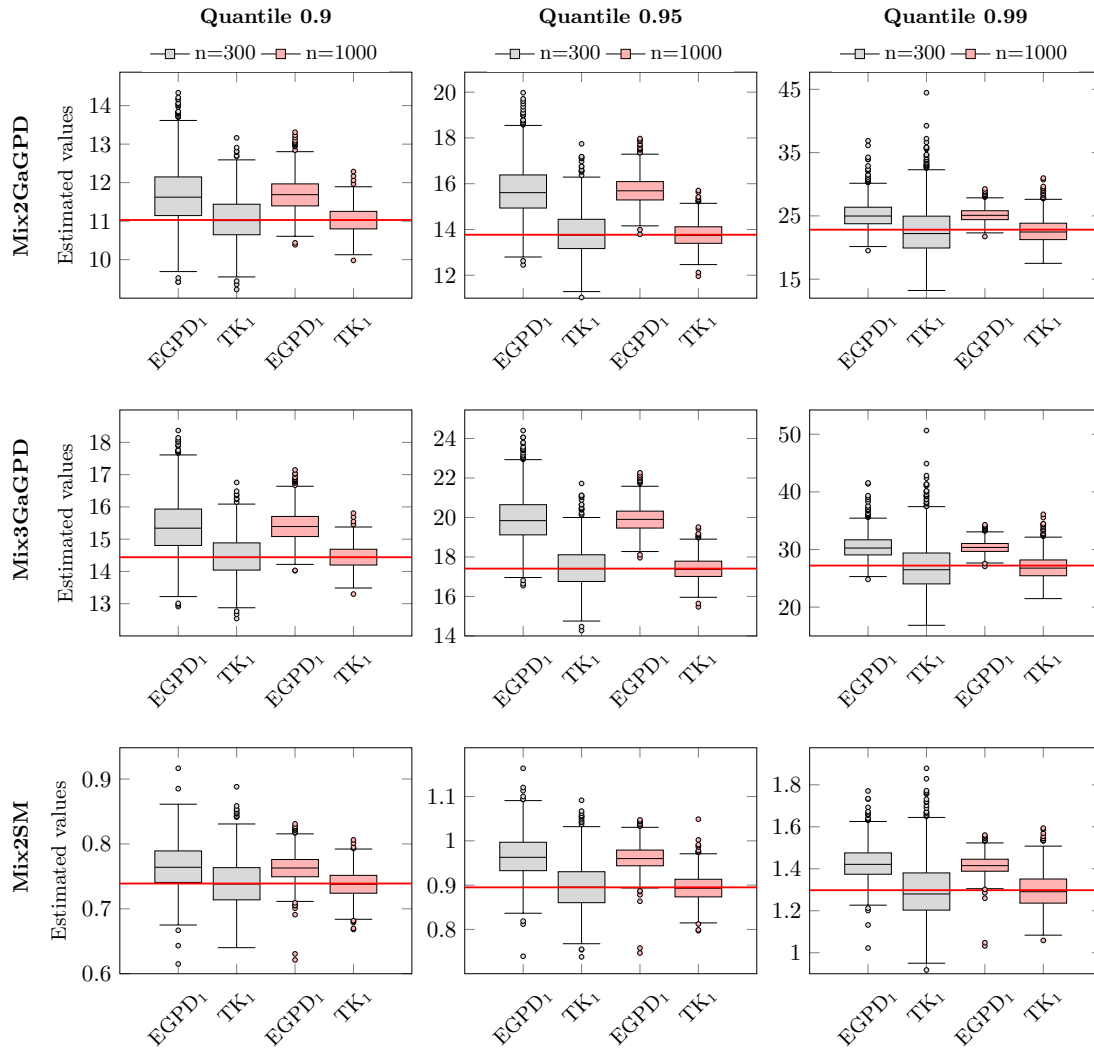 Quantile 0.9 Quantile 0.95 Quantile 0.99
n=300 n=1000 n=300 n=1000 n=300 n=1000
Mix2GaGPD
Estimated values
14
13
12
11
10
EGPD₁ TK₁ EGPD₁ TK₁
20
18
16
14
12
EGPD₁ TK₁ EGPD₁ TK₁
45
35
25
15
EGPD₁ TK₁ EGPD₁ TK₁
Mix3GaGPD
Estimated values
18
17
16
15
14
13
EGPD₁ TK₁ EGPD₁ TK₁
24
22
20
18
16
14
EGPD₁ TK₁ EGPD₁ TK₁
50
40
30
20
EGPD₁ TK₁ EGPD₁ TK₁
Mix2SM
Estimated values
0.9
0.8
0.7
0.6
EGPD₁ TK₁ EGPD₁ TK₁
1.1
1
0.9
0.8
EGPD₁ TK₁ EGPD₁ TK₁
1.8
1.6
1.4
1.2
1
EGPD₁ TK₁ EGPD₁ TK₁